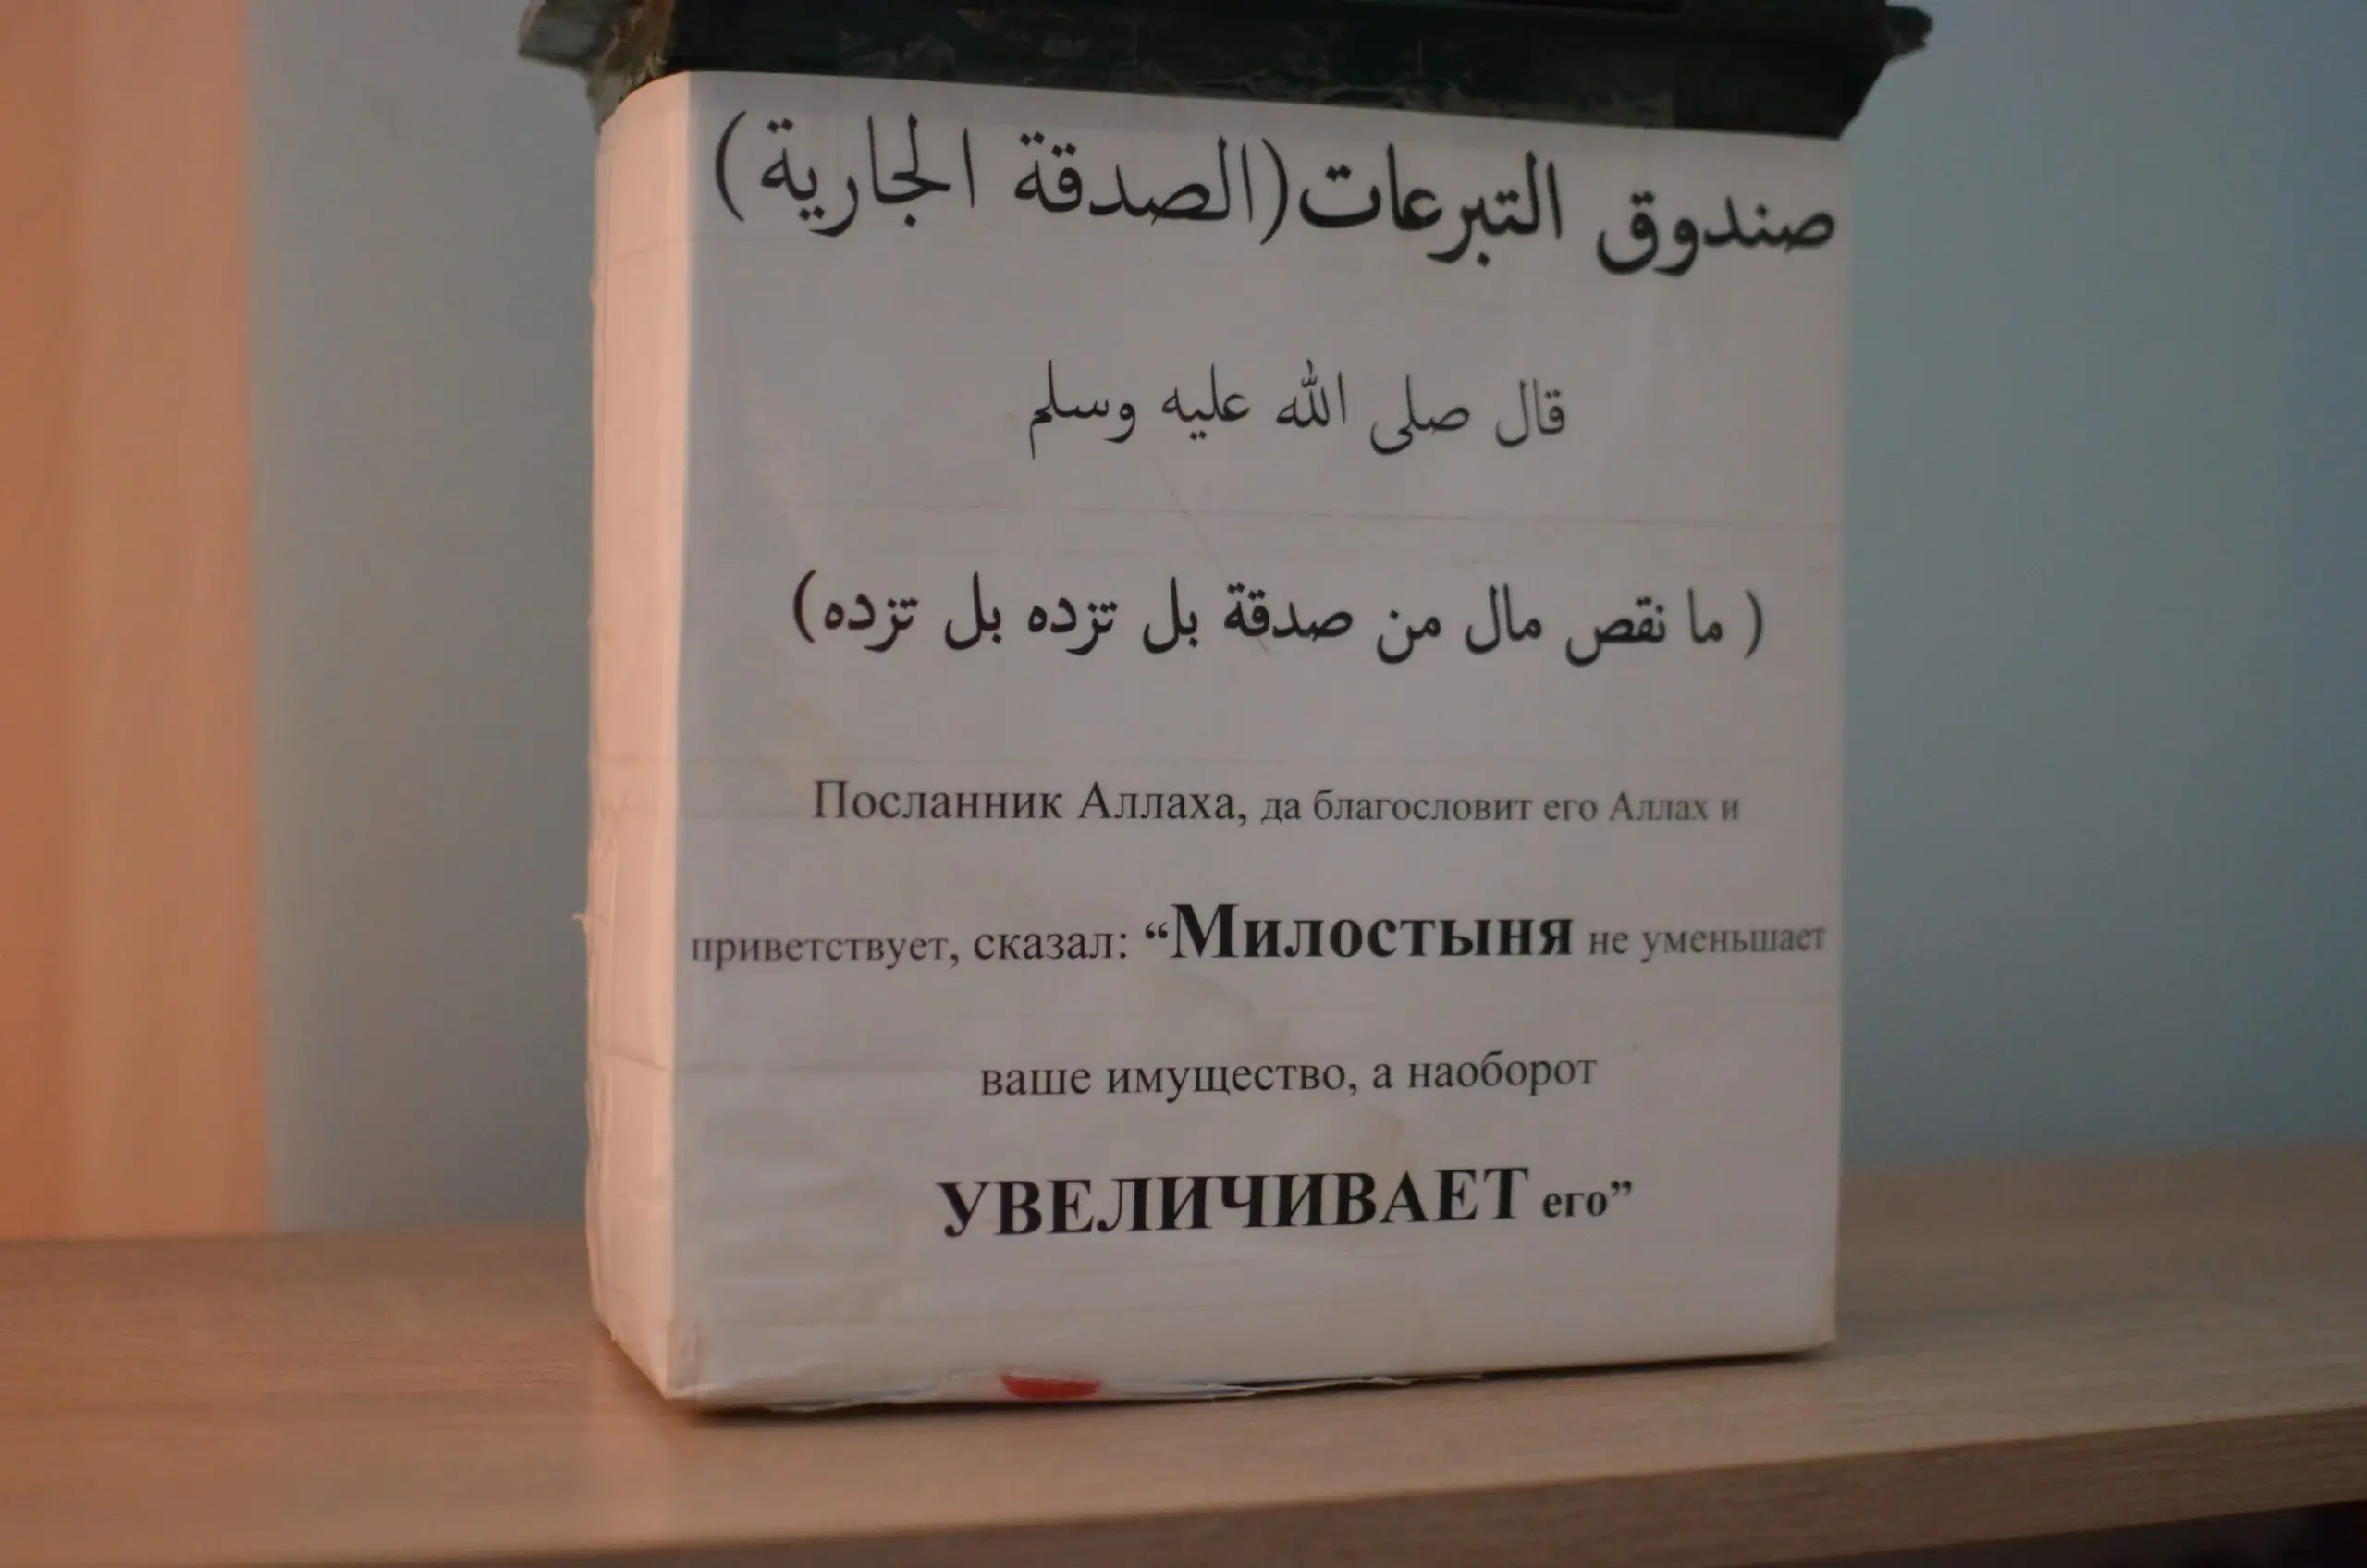 صندوق التبرعات(الصدقة الجارية)
قال صلى الله عليه وسلم
( ما نقص مال من صدقة بل تزده بل تزده)
Посланник Аллаха, да благословит его Аллах и
приветствует, сказал: “Милостыня не уменьшает
ваше имущество, а наоборот
УВЕЛИЧИВАЕТ его”